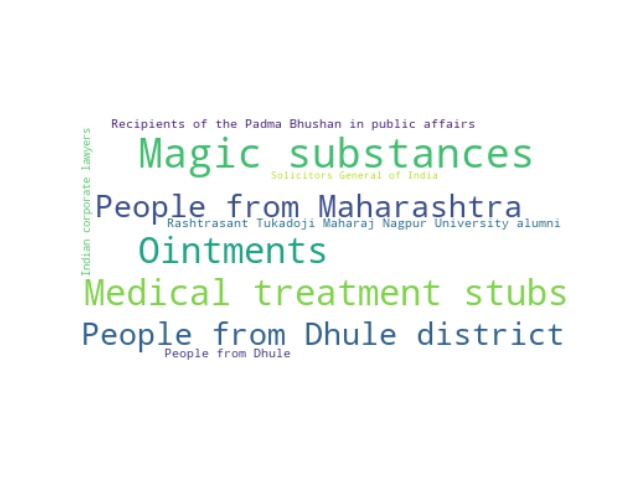 Recipients of the Padma Bhushan in public affairs
Indian corporate lawyers
Magic substances
Solicitors General of India
People from Maharashtra
Rashtrasant Tukadoji Maharaj Nagpur University alumni
Ointments
Medical treatment stubs
People from Dhule district
People from Dhule